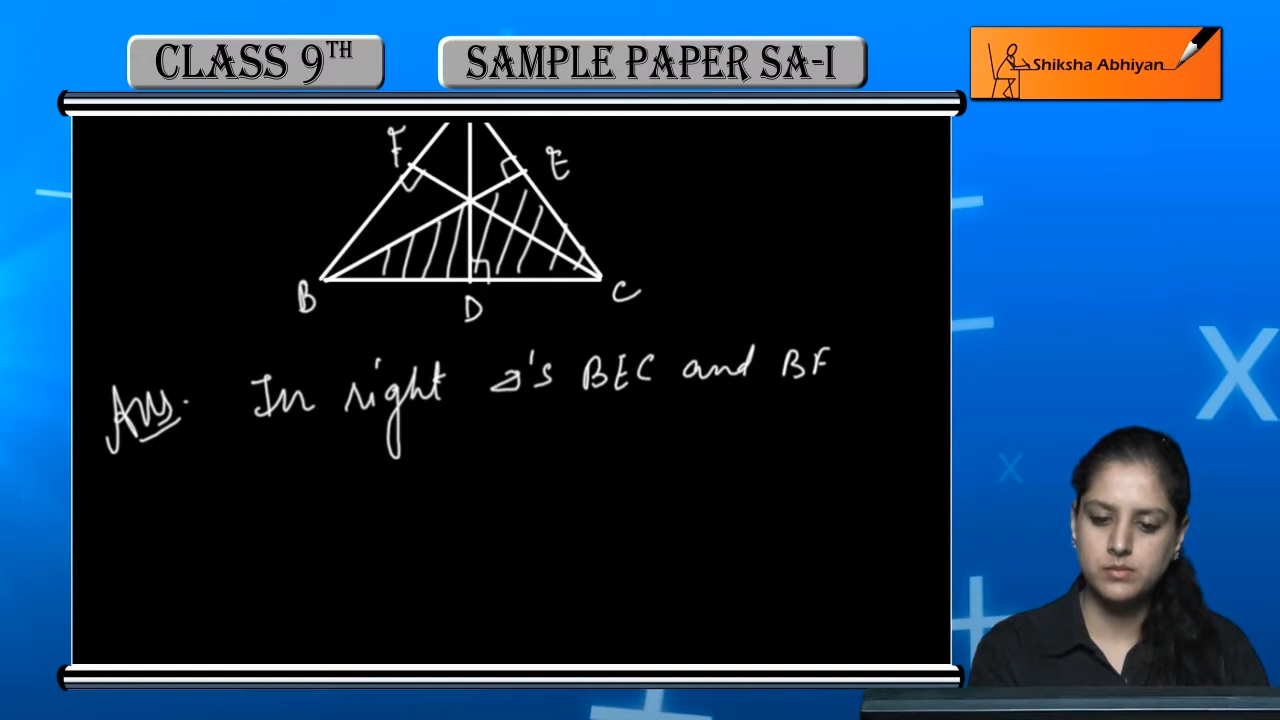 CLASS 9TH
SAMPLE PAPER SA-I
Shiksha Abhiyan
F
E
B
D
C
Ans. In right Δ's BEC and BF
X
X